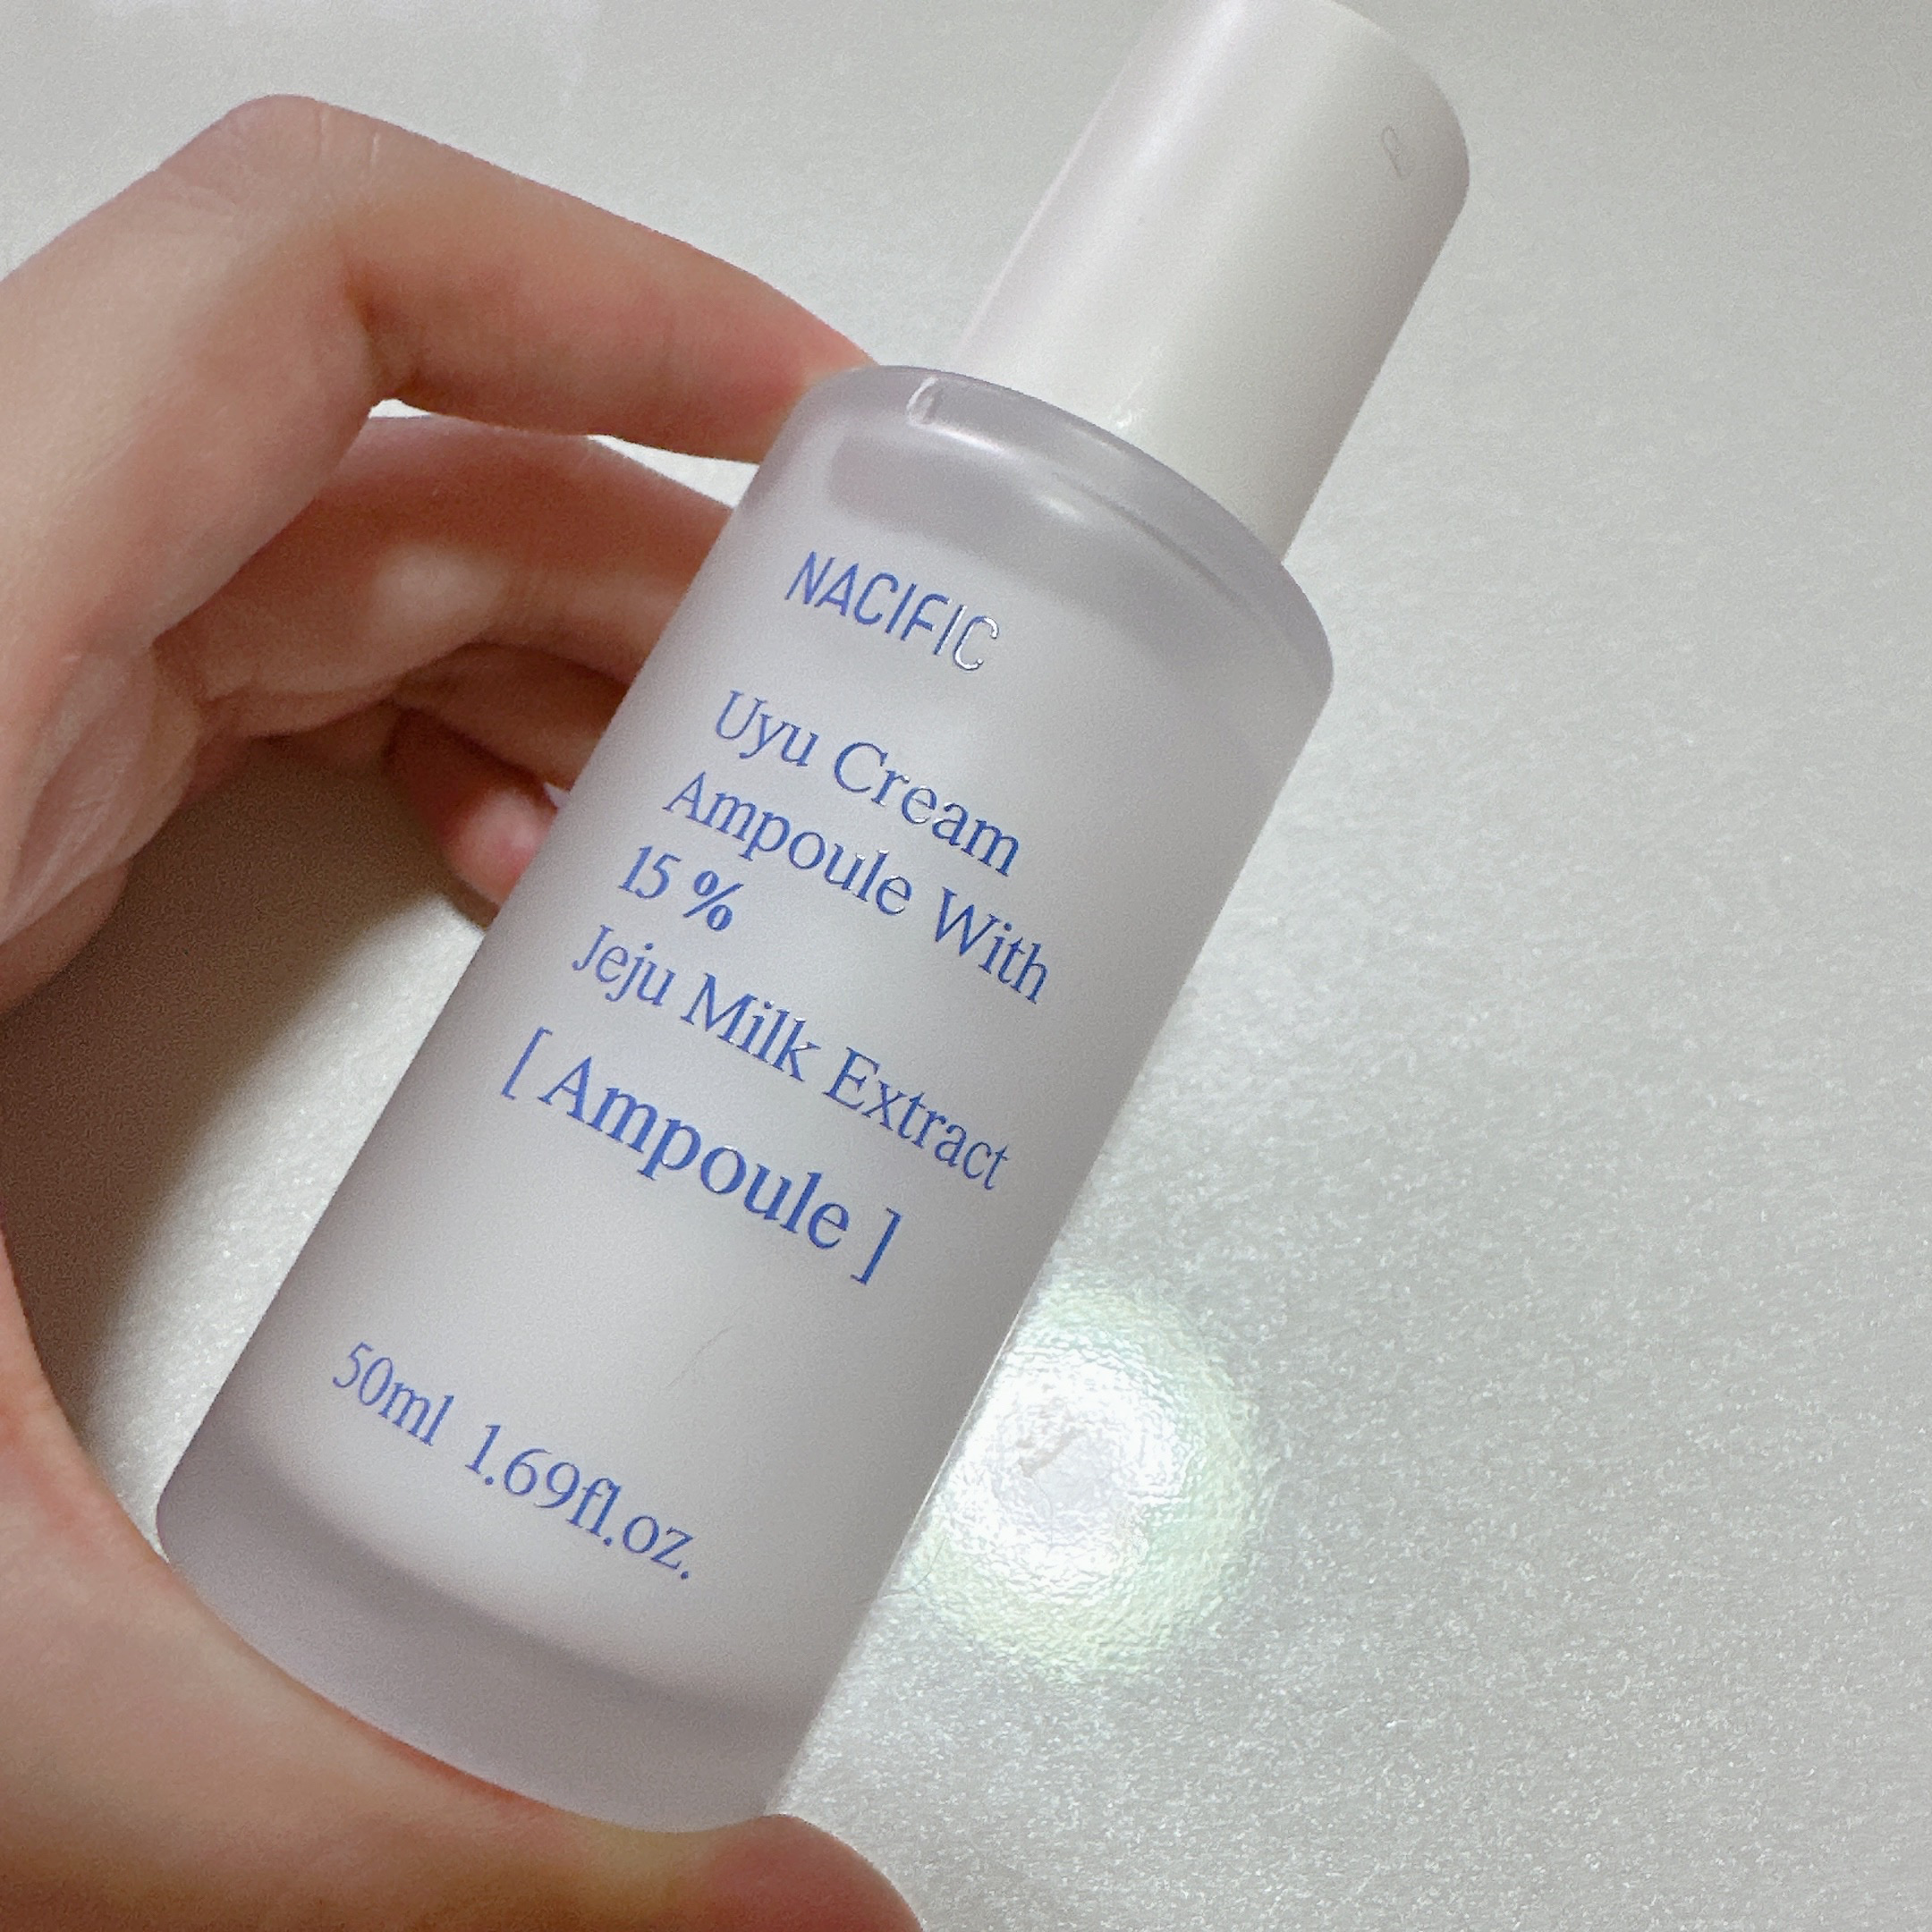 NACIFIC
Uyu Cream
Ampoule With
15 %
Jeju Milk Extract
[ Ampoule ]
50ml 1.69fl.oz.